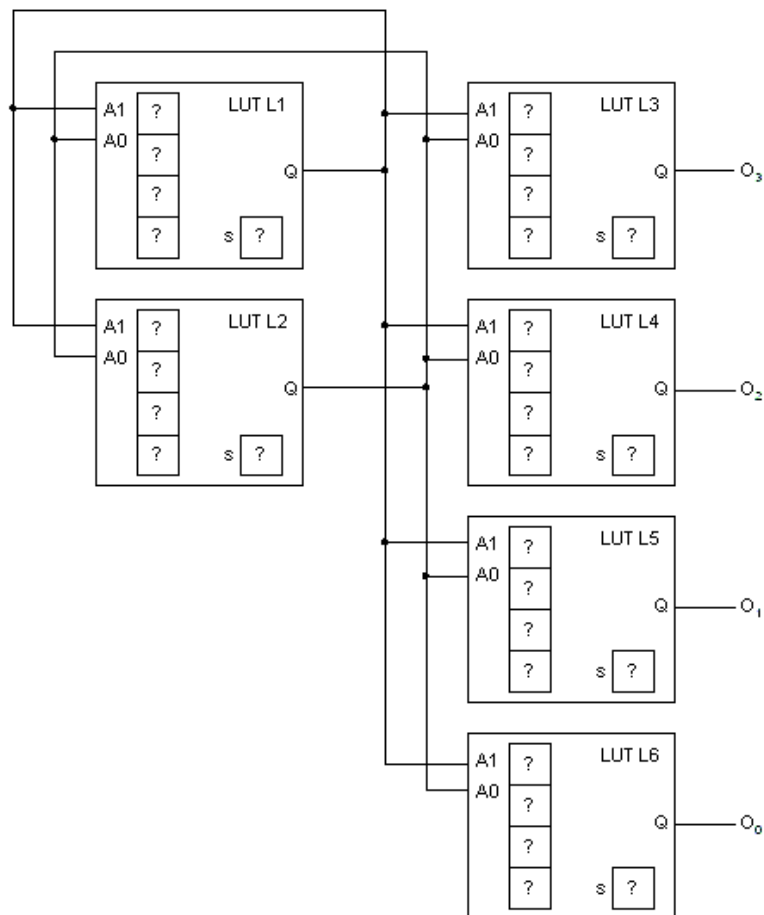 A1 ? LUT L1
A0 ?
? Q
? s ?
A1 ? LUT L2
A0 ?
? Q
? s ?
A1 ? LUT L3
A0 ?
? Q O3
? s ?
A1 ? LUT L4
A0 ?
? Q O2
? s ?
A1 ? LUT L5
A0 ?
? Q O1
? s ?
A1 ? LUT L6
A0 ?
? Q O0
? s ?